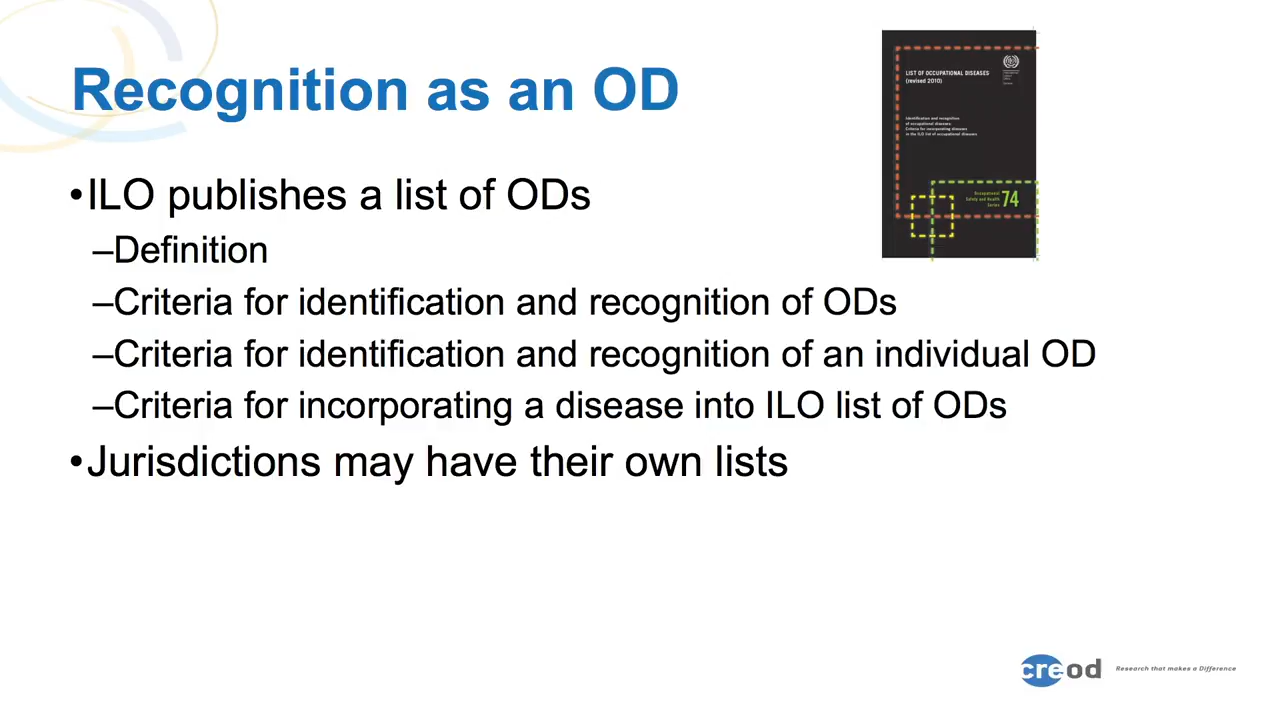 Recognition as an OD
•ILO publishes a list of ODs
–Definition
–Criteria for identification and recognition of ODs
–Criteria for identification and recognition of an individual OD
–Criteria for incorporating a disease into ILO list of ODs
•Jurisdictions may have their own lists
LIST OF OCCUPATIONAL DISEASES
(revised 2010)
Identification and recognition
of occupational diseases:
Criteria for incorporating diseases
in the ILO list of occupational diseases
Occupational
Safety and Health
Series
74
creod
Research that makes a Difference